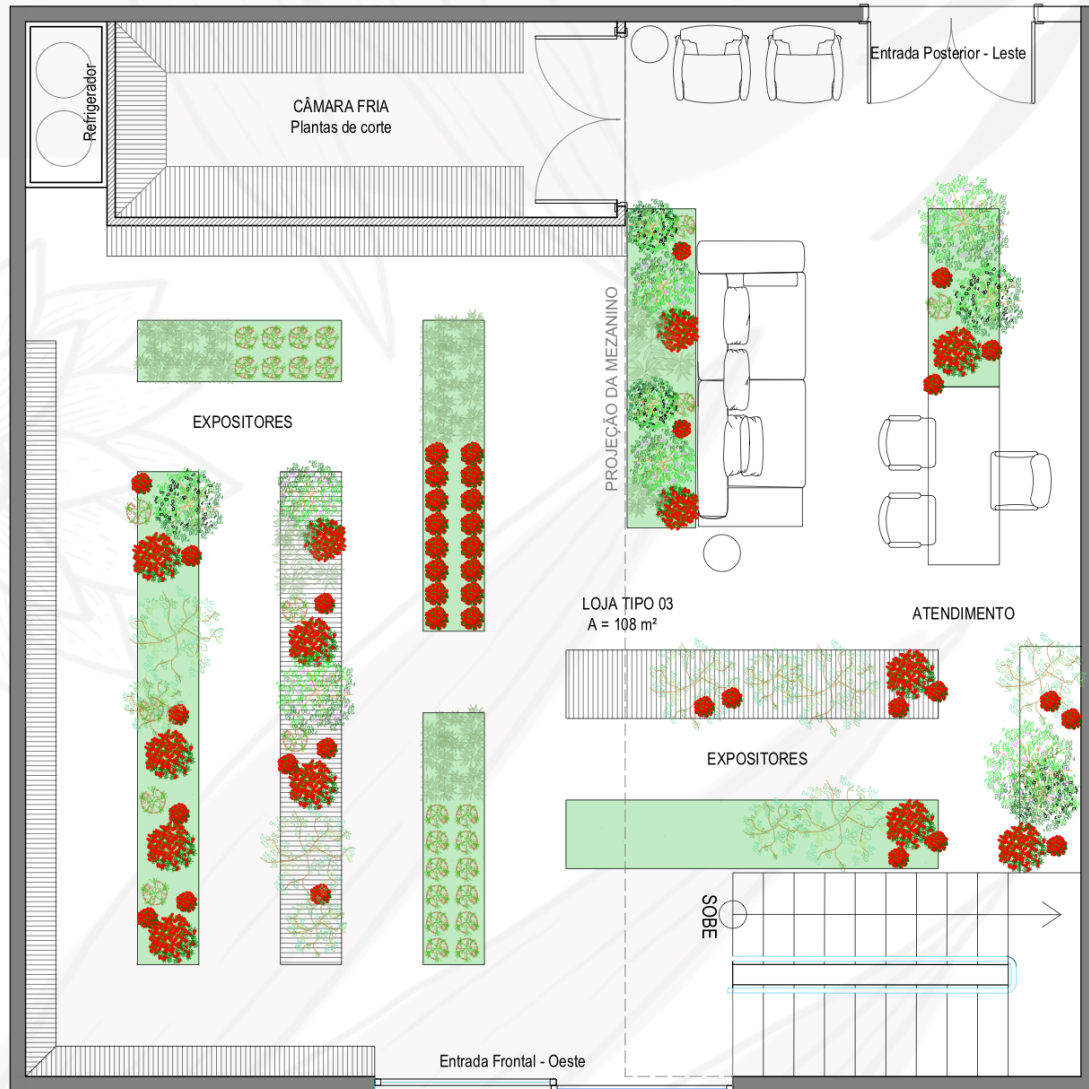 Entrada Posterior - Leste
Refrigerador
CÂMARA FRIA
Plantas de corte
PROJEÇÃO DA MEZANINO
EXPOSITORES
LOJA TIPO 03
A = 108 m²
ATENDIMENTO
EXPOSITORES
SOBE
Entrada Frontal - Oeste